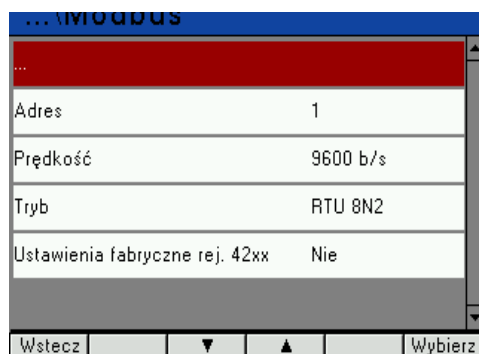 ...\Modbus
...
Adres 1
Prędkość 9600 b/s
Tryb RTU 8N2
Ustawienia fabryczne rej. 42xx Nie
Wstecz ▼ ▲ Wybierz